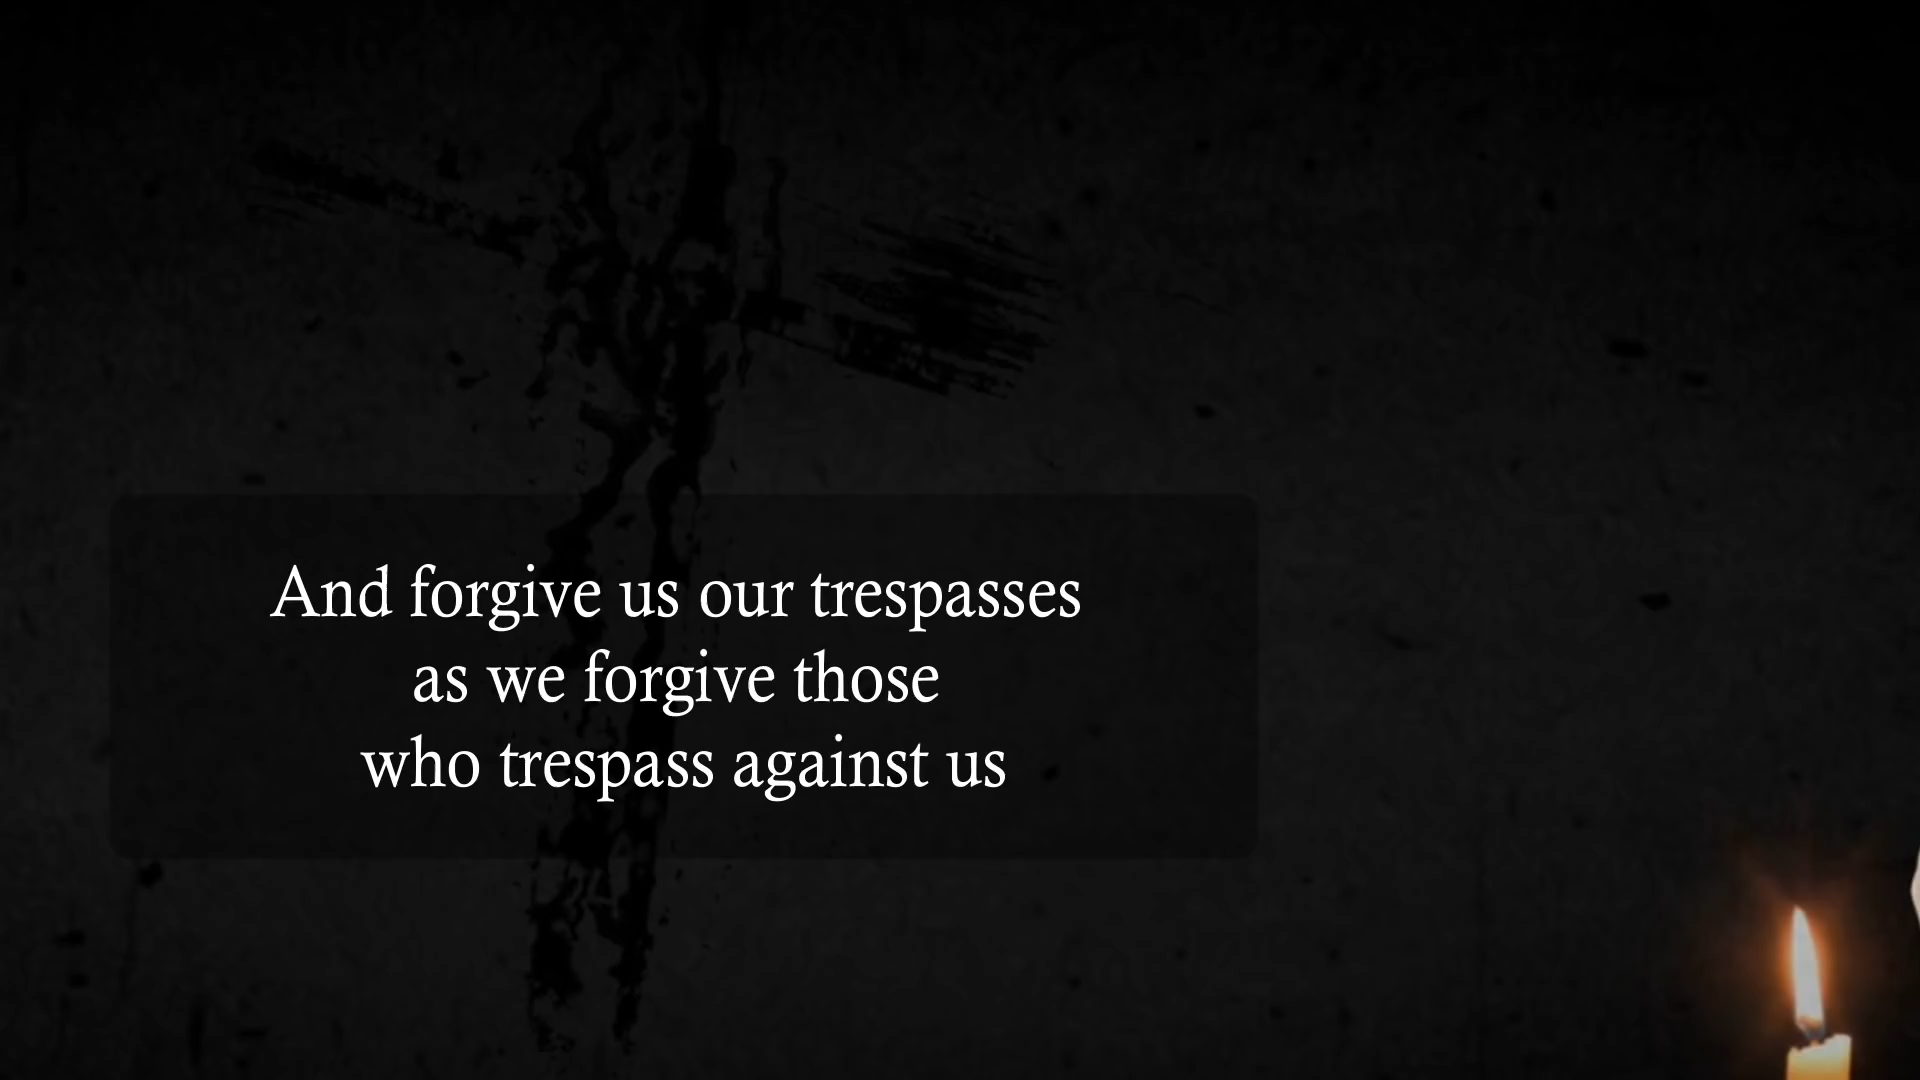 And forgive us our trespasses
as we forgive those
who trespass against us